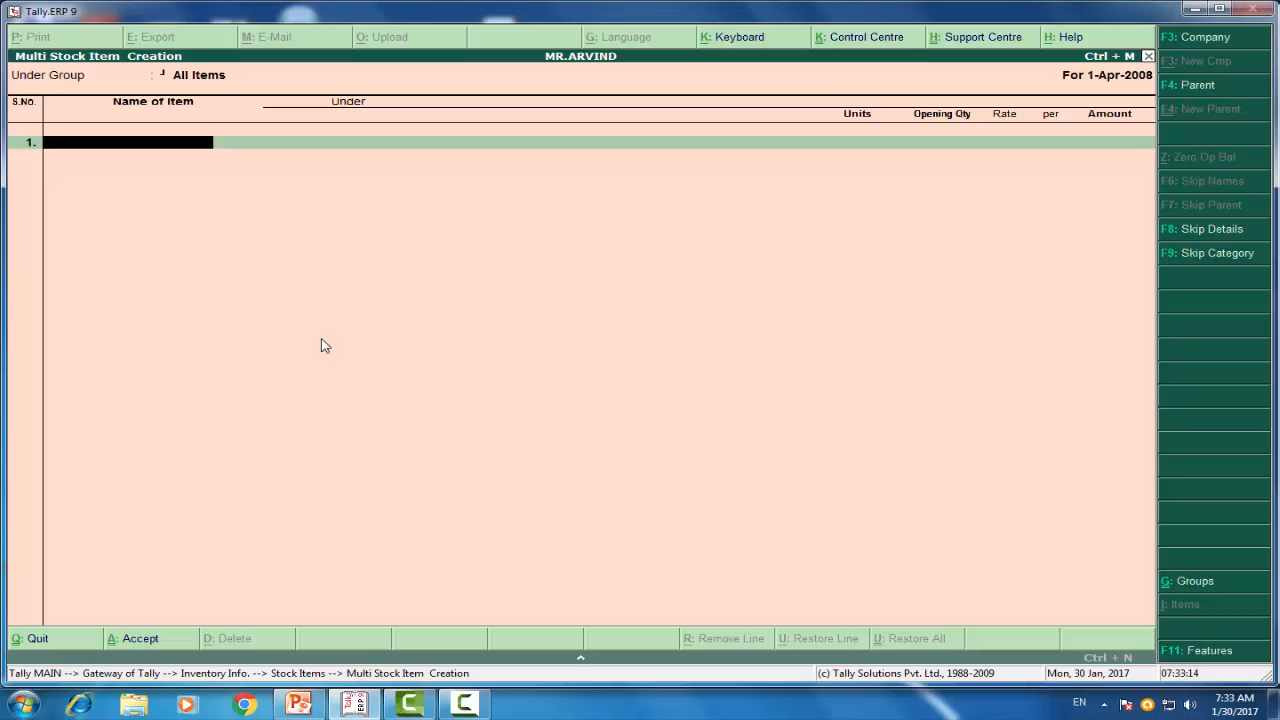 Tally.ERP 9
P: Print E: Export M: E-Mail O: Upload G: Language K: Keyboard K: Control Centre H: Support Centre H: Help
Multi Stock Item Creation MR.ARVIND Ctrl + M
Under Group : ┘ All Items For 1-Apr-2008
S.No. Name of Item Under
Units Opening Qty Rate per Amount
1.
F3: Company
F3: New Cmp
F4: Parent
F4: New Parent
Z: Zero Op Bal
F6: Skip Names
F7: Skip Parent
F8: Skip Details
F9: Skip Category
G: Groups
I: Items
F11: Features
Q: Quit A: Accept D: Delete R: Remove Line U: Restore Line U: Restore All
Ctrl + N
Tally MAIN --> Gateway of Tally --> Inventory Info. --> Stock Items --> Multi Stock Item Creation (c) Tally Solutions Pvt. Ltd., 1988-2009 Mon, 30 Jan, 2017 07:33:14
Tally ERP 9
EN 7:33 AM
1/30/2017